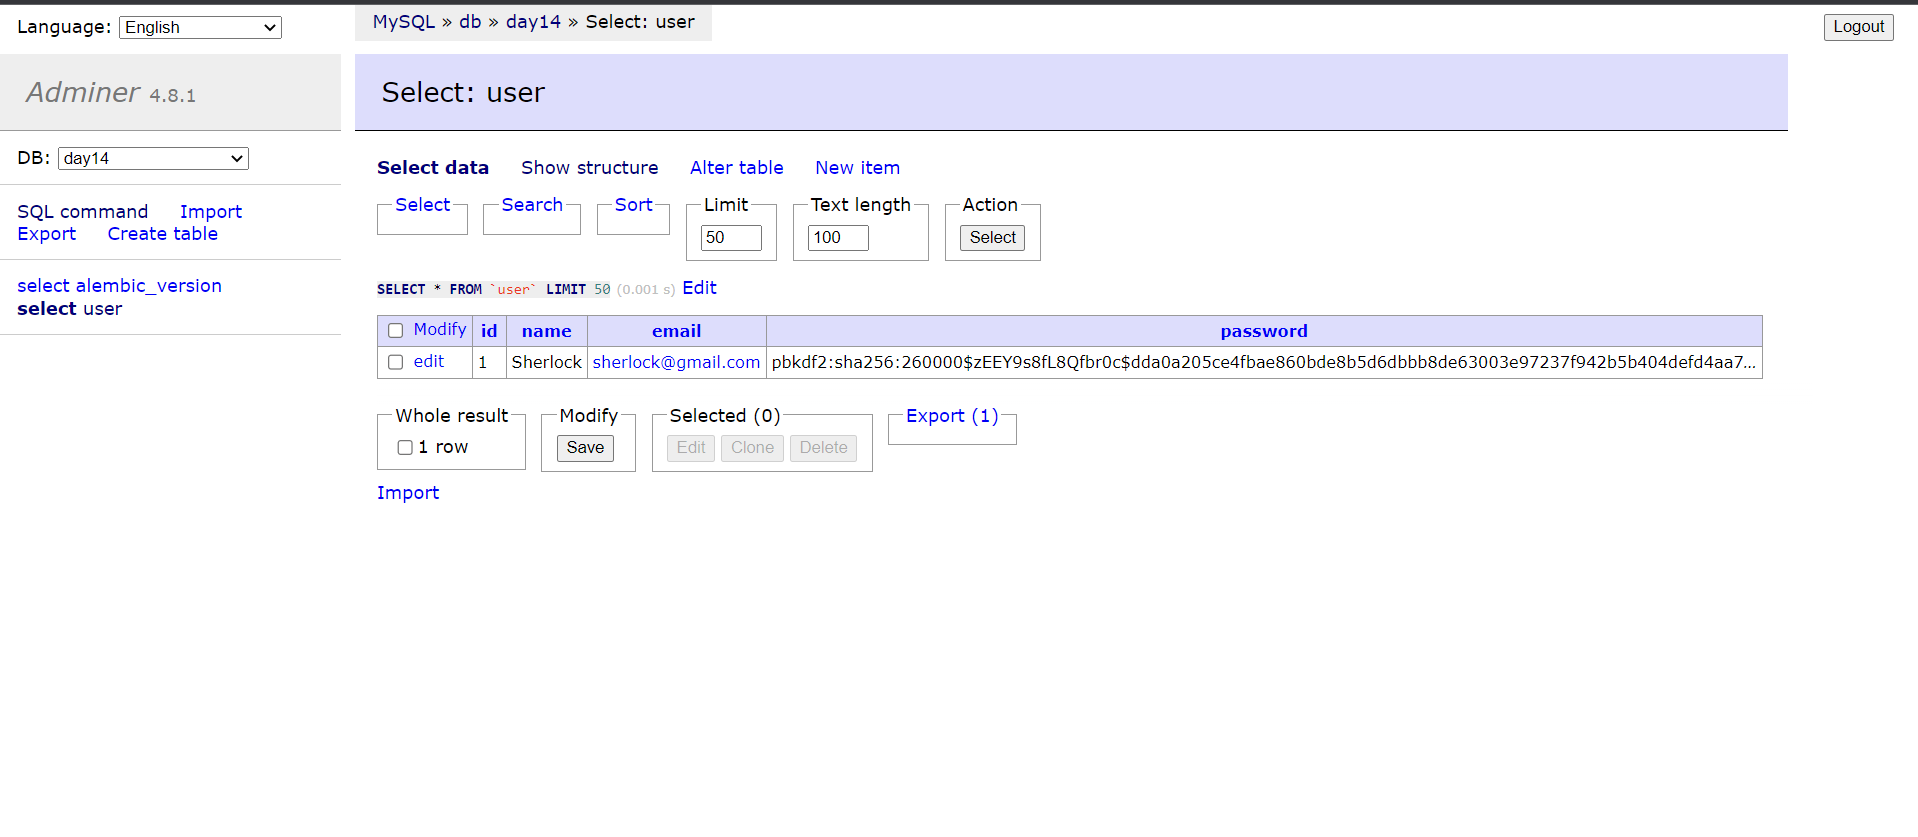 Language: English
MySQL » db » day14 » Select: user
Logout
Adminer 4.8.1
Select: user
DB: day14
SQL command Import
Export Create table
select alembic_version
select user
Select data Show structure Alter table New item
Select Search Sort Limit Text length Action
50 100 Select
SELECT * FROM `user` LIMIT 50 (0.001 s) Edit
Modify id name email password
edit 1 Sherlock sherlock@gmail.com pbkdf2:sha256:260000$zEEY9s8fL8Qfbr0c$dda0a205ce4fbae860bde8b5d6dbbb8de63003e97237f942b5b404defd4aa7...
Whole result Modify Selected (0) Export (1)
1 row Save Edit Clone Delete
Import